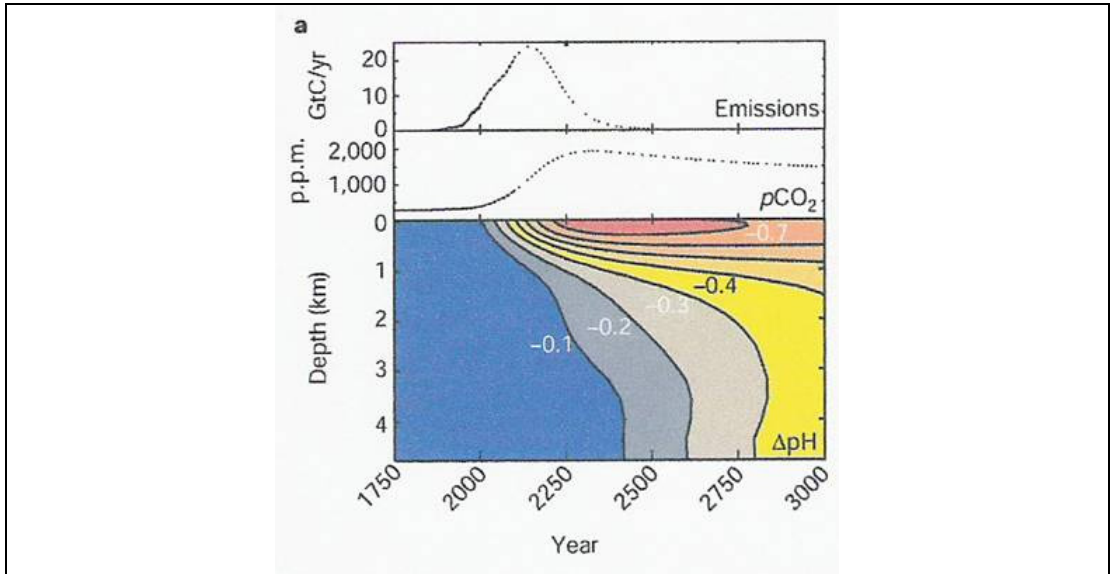 a
GtC/yr
20
10
0
Emissions
p.p.m.
2,000
1,000
pCO₂
Depth (km)
0
1
2
3
4
–0.7
–0.4
–0.3
–0.2
–0.1
ΔpH
1750
2000
2250
2500
2750
3000
Year